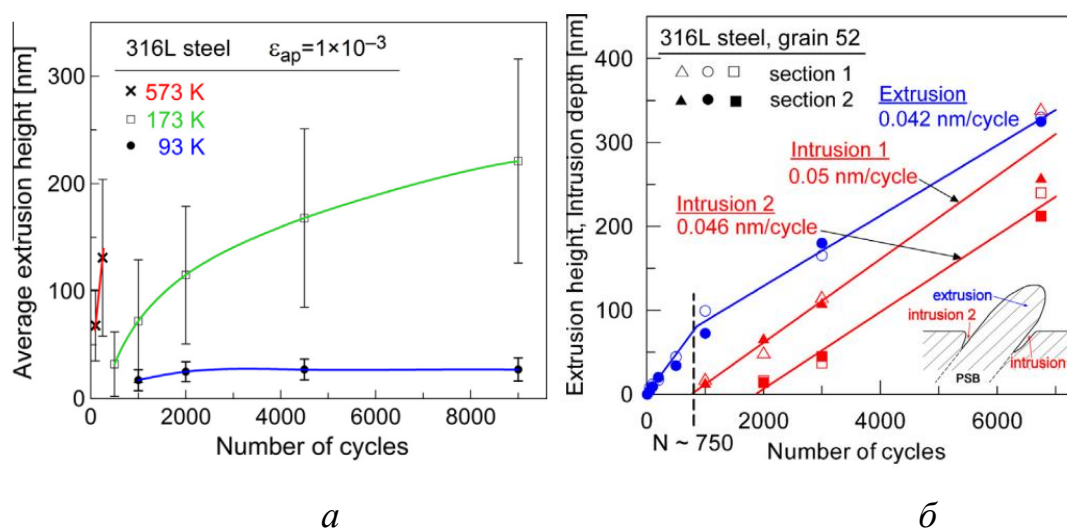 316L steel ε_ap=1×10⁻³
573 K
173 K
93 K
Average extrusion height [nm]
300
200
100
0
0 2000 4000 6000 8000
Number of cycles
а
316L steel, grain 52
section 1
section 2
Extrusion
0.042 nm/cycle
Intrusion 1
0.05 nm/cycle
Intrusion 2
0.046 nm/cycle
Extrusion height, Intrusion depth [nm]
400
300
200
100
0
extrusion
intrusion 2
intrusion
PSB
0 2000 4000 6000
N ~ 750
Number of cycles
б